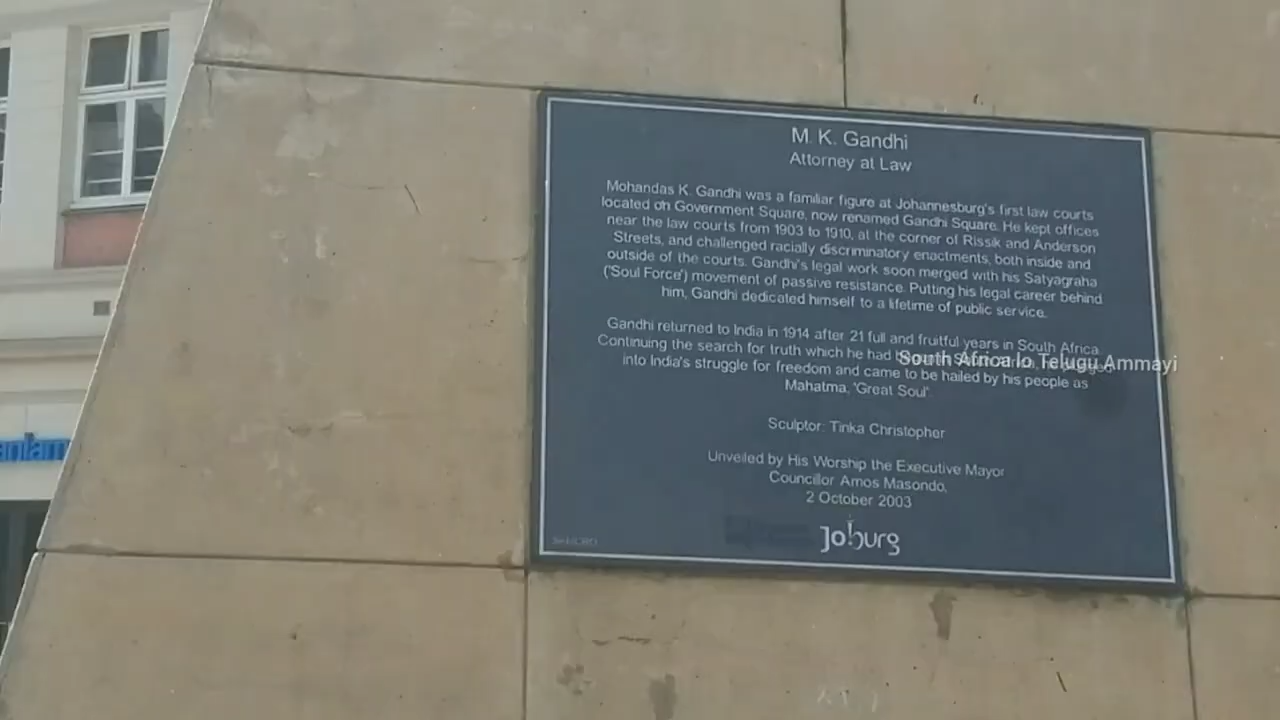 M. K. Gandhi
Attorney at Law
Mohandas K. Gandhi was a familiar figure at Johannesburg's first law courts
located on Government Square, now renamed Gandhi Square. He kept offices
near the law courts from 1903 to 1910, at the corner of Rissik and Anderson
Streets, and challenged racially discriminatory enactments, both inside and
outside of the courts. Gandhi's legal work soon merged with his Satyagraha
('Soul Force') movement of passive resistance. Putting his legal career behind
him, Gandhi dedicated himself to a lifetime of public service.
Gandhi returned to India in 1914 after 21 full and fruitful years in South Africa.
Continuing the search for truth which he had
South Africa lo Telugu Ammayi
into India's struggle for freedom and came to be hailed by his people as
Mahatma, 'Great Soul'
Sculptor: Tinka Christopher
Unveiled by His Worship the Executive Mayor
Councillor Amos Masondo,
2 October 2003
Joburg
anlam